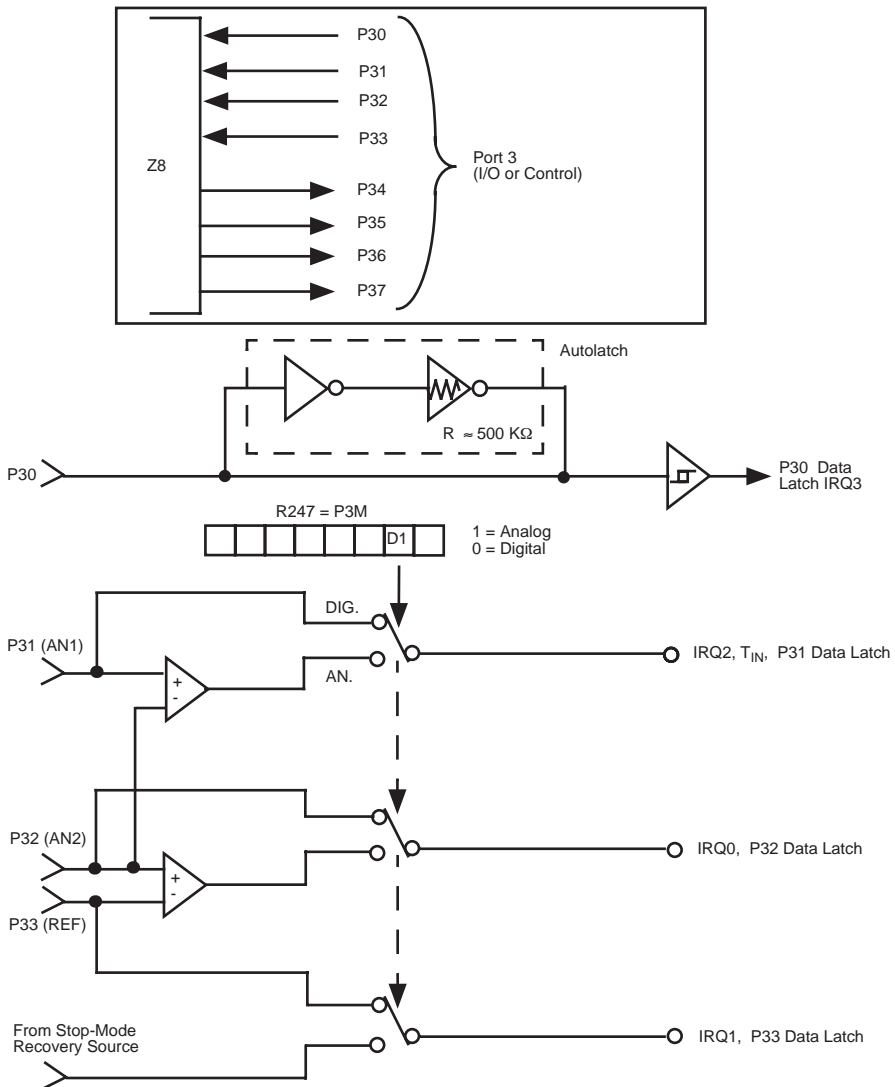 P30
P31
P32
P33
Z8
Port 3
(I/O or Control)
P34
P35
P36
P37
Autolatch
R ≈ 500 KΩ
P30
P30 Data
Latch IRQ3
R247 = P3M
D1
1 = Analog
0 = Digital
DIG.
P31 (AN1)
IRQ2, TIN, P31 Data Latch
AN.
+
-
P32 (AN2)
IRQ0, P32 Data Latch
+
-
P33 (REF)
From Stop-Mode
Recovery Source
IRQ1, P33 Data Latch